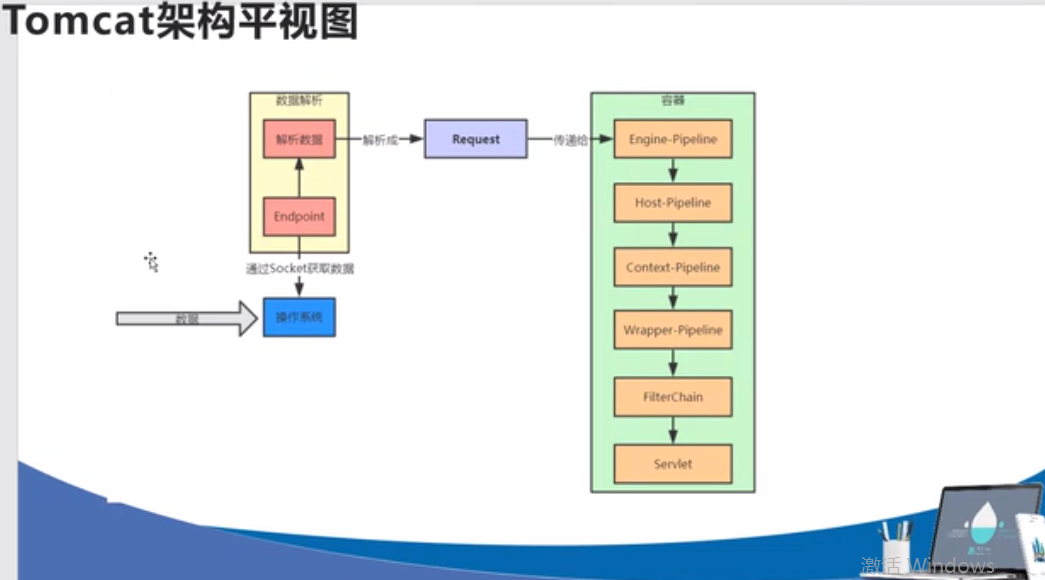 Tomcat架构平视图
数据解析
解析数据
解析成
Request
传递给
容器
Engine-Pipeline
Host-Pipeline
Endpoint
通过Socket获取数据
Context-Pipeline
数据
操作系统
Wrapper-Pipeline
FilterChain
Servlet
激活 Windows